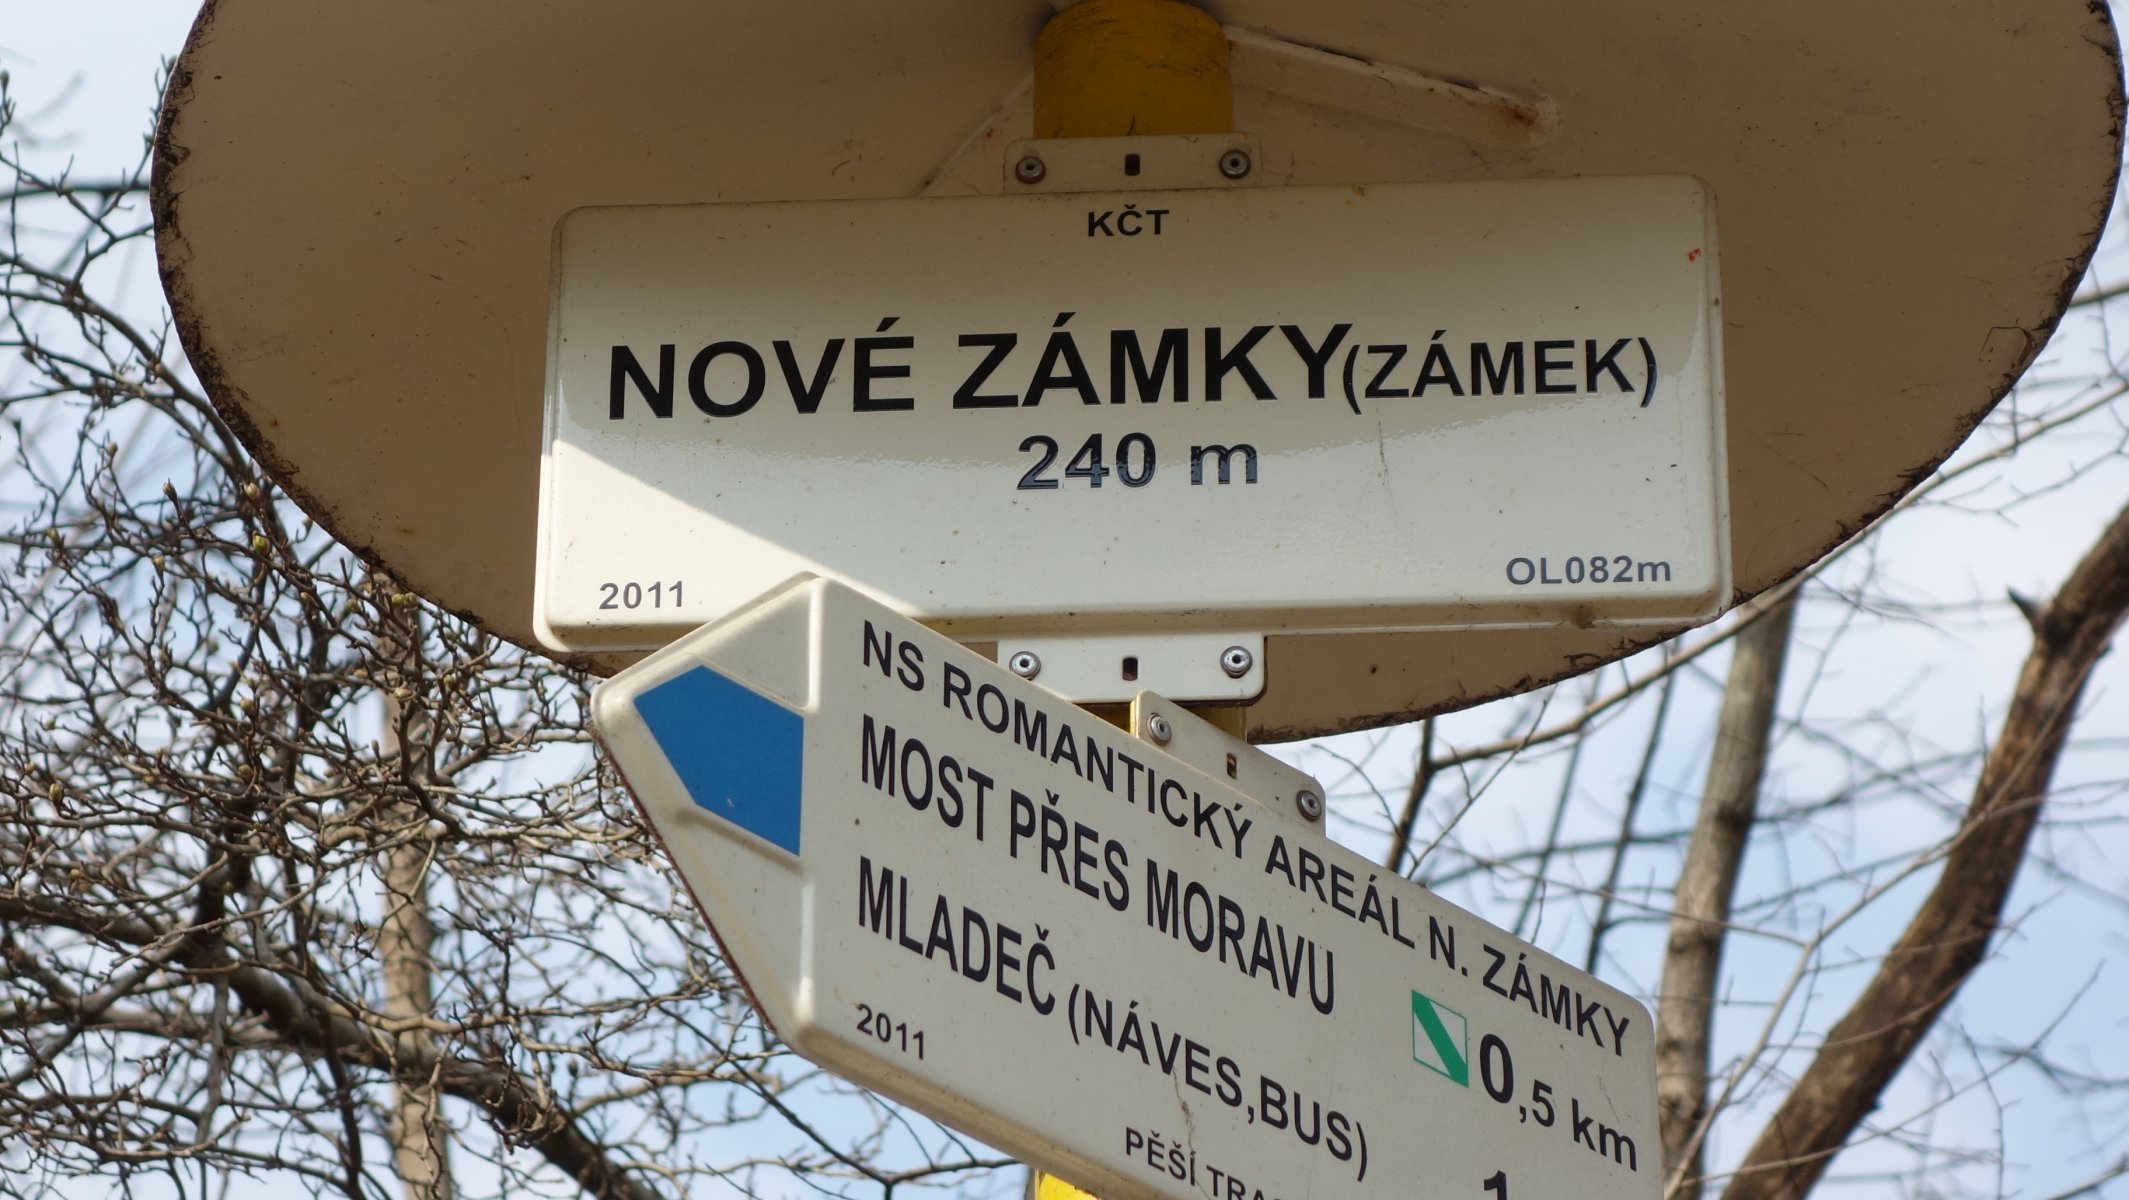 KČT
NOVÉ ZÁMKY (ZÁMEK)
240 m
2011 OL082m
NS ROMANTICKÝ AREÁL N. ZÁMKY
MOST PŘES MORAVU 0,5 km
MLADEČ (NÁVES,BUS)
2011 PĚŠÍ